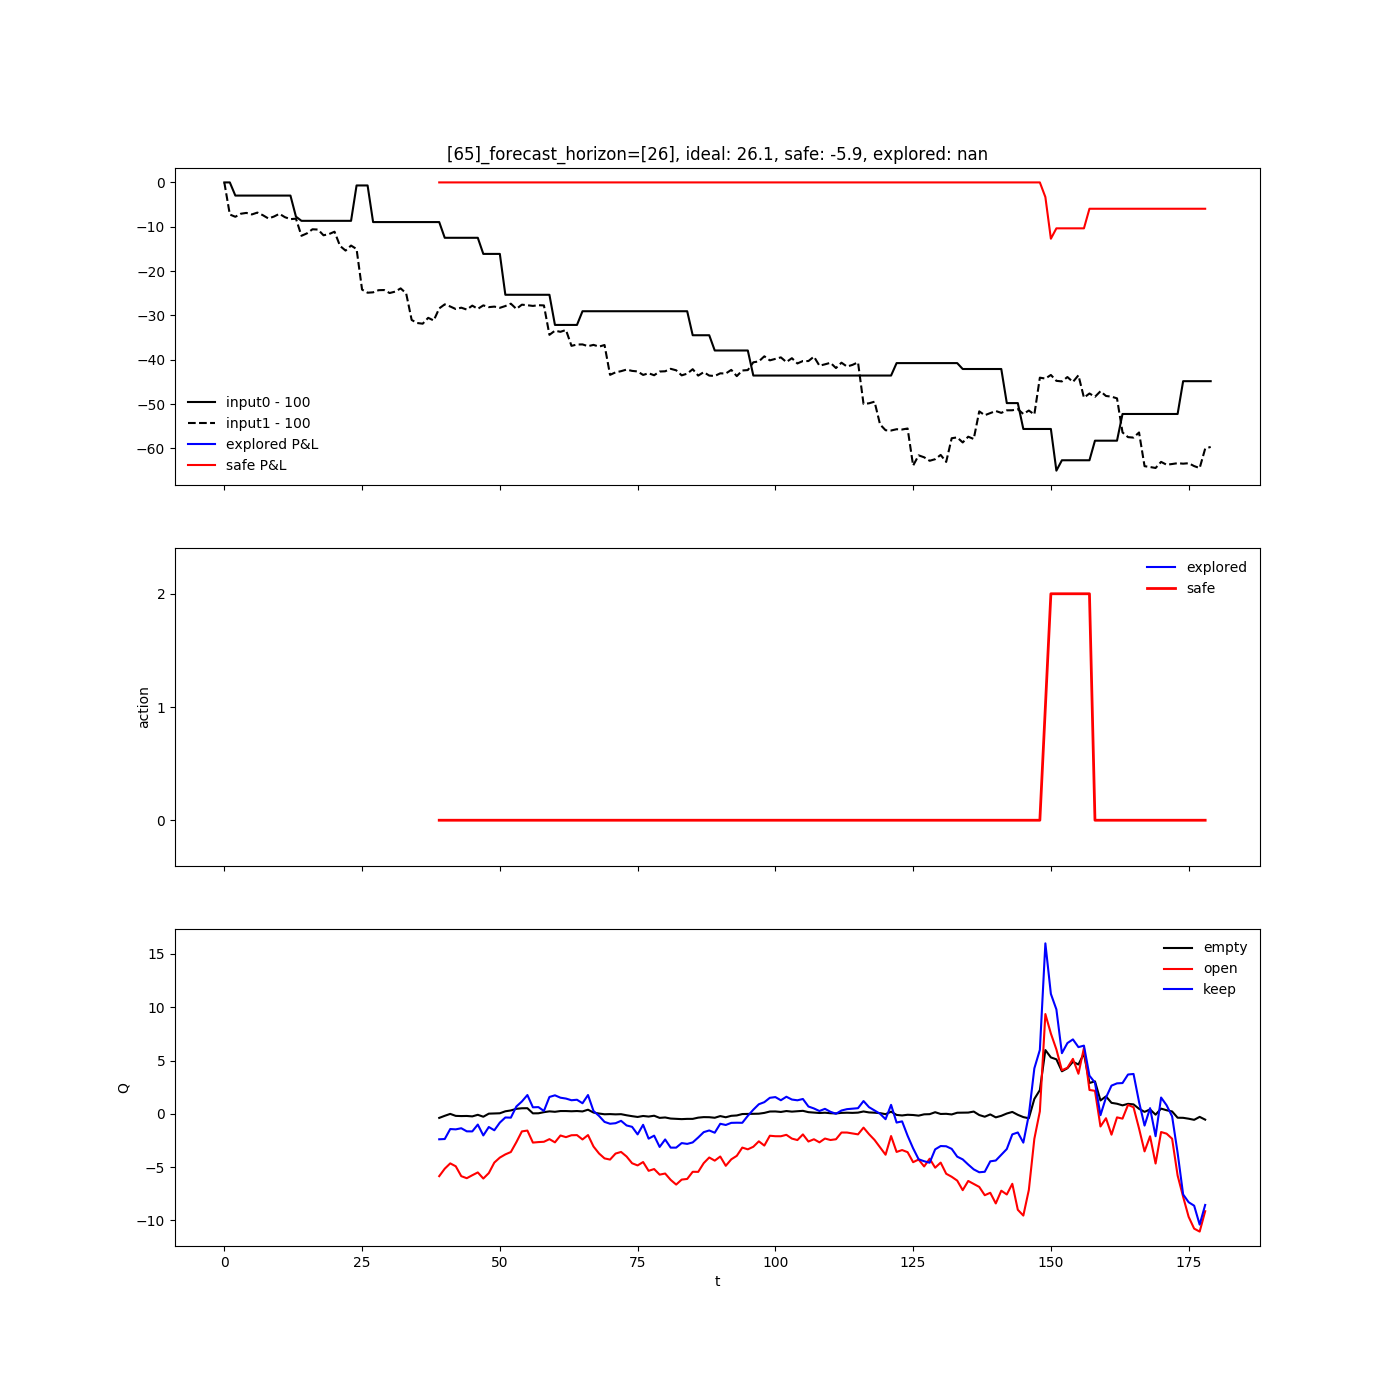 [65]_forecast_horizon=[26], ideal: 26.1, safe: -5.9, explored: nan
0
−10
−20
−30
−40
−50
−60
input0 - 100
input1 - 100
explored P&L
safe P&L
2
1
0
action
explored
safe
15
10
5
0
−5
−10
Q
empty
open
keep
0 25 50 75 100 125 150 175
t